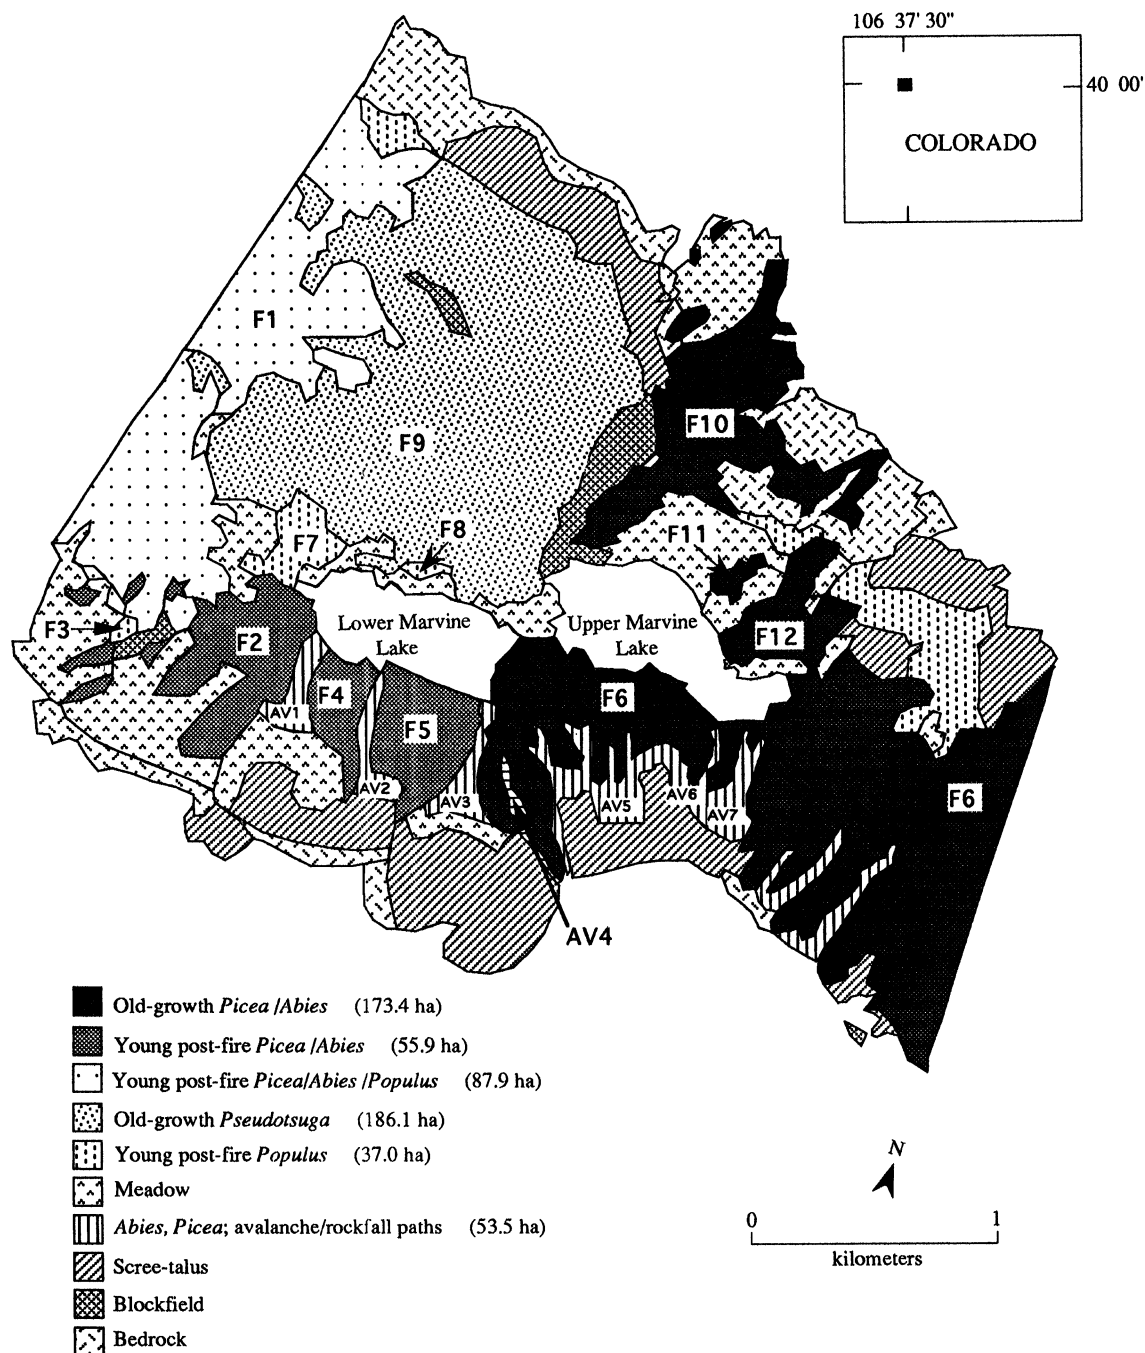 106 37' 30"
40 00'
COLORADO
F1
F10
F9
F8
F11
F7
F3
F2
Lower Marvine
Lake
Upper Marvine
Lake
F12
F4
F6
AV1
F5
AV2
AV3
AV5
AV6
AV7
F6
AV4
Old-growth Picea /Abies (173.4 ha)
Young post-fire Picea /Abies (55.9 ha)
Young post-fire Picea/Abies /Populus (87.9 ha)
Old-growth Pseudotsuga (186.1 ha)
Young post-fire Populus (37.0 ha)
Meadow
Abies, Picea; avalanche/rockfall paths (53.5 ha)
Scree-talus
Blockfield
Bedrock
N
0 1
kilometers